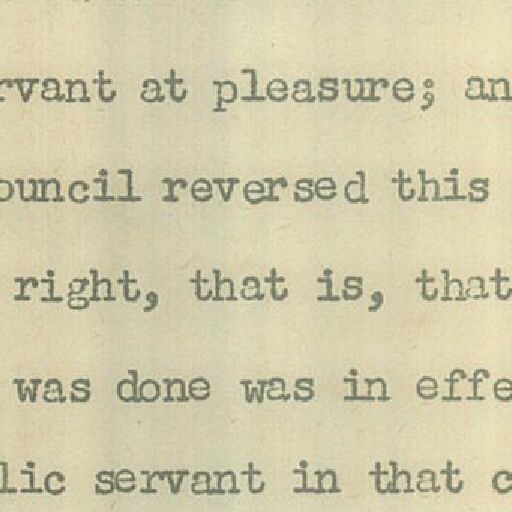 rvant at pleasure; an
ouncil reversed this
right, that is, that
was done was in effe
lic servant in that c